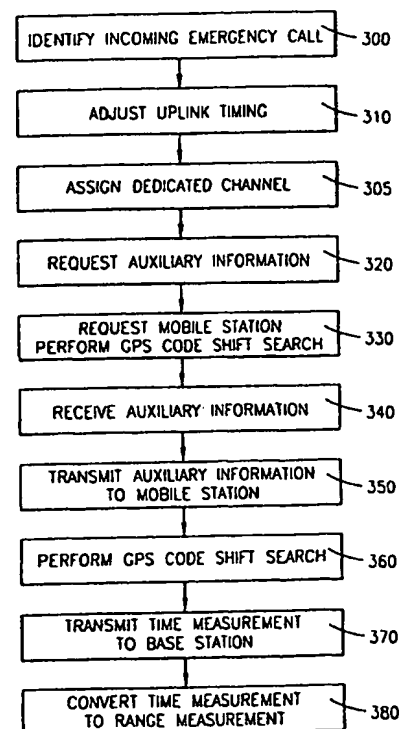 IDENTIFY INCOMING EMERGENCY CALL 300
ADJUST UPLINK TIMING 310
ASSIGN DEDICATED CHANNEL 305
REQUEST AUXILIARY INFORMATION 320
REQUEST MOBILE STATION
PERFORM GPS CODE SHIFT SEARCH 330
RECEIVE AUXILIARY INFORMATION 340
TRANSMIT AUXILIARY INFORMATION
TO MOBILE STATION 350
PERFORM GPS CODE SHIFT SEARCH 360
TRANSMIT TIME MEASUREMENT
TO BASE STATION 370
CONVERT TIME MEASUREMENT
TO RANGE MEASUREMENT 380